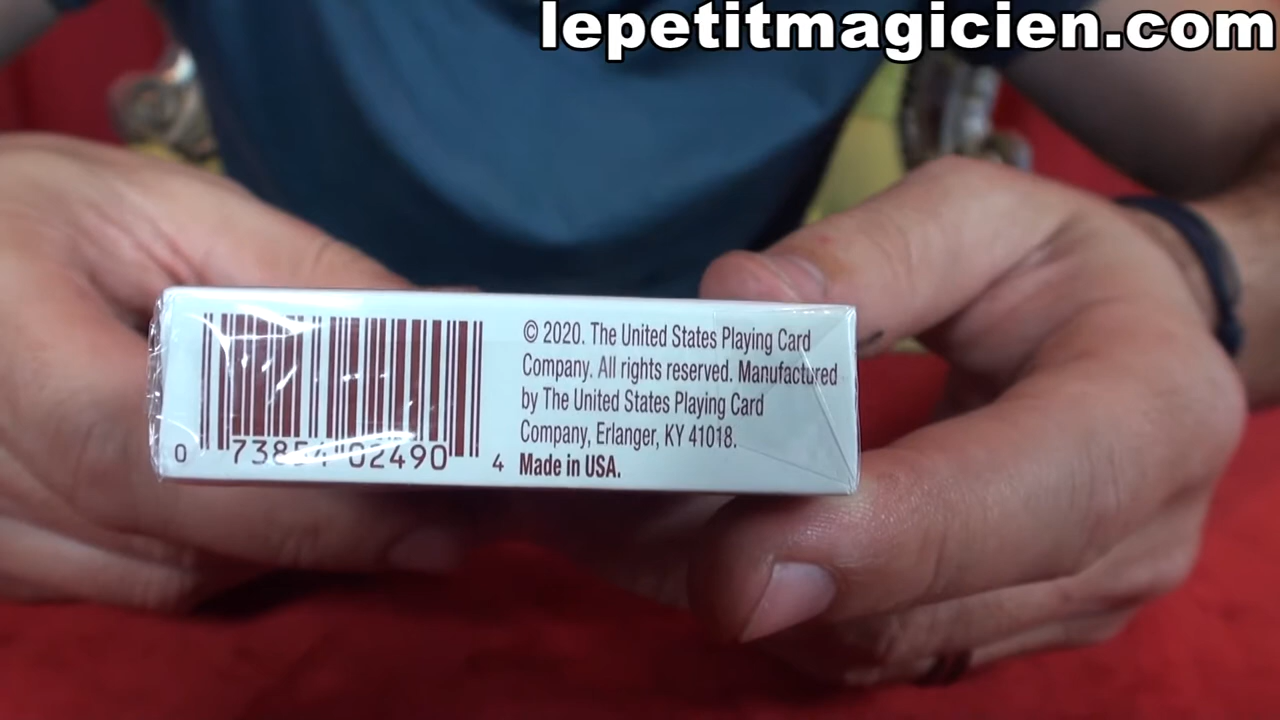 lepetitmagicien.com
© 2020. The United States Playing Card
Company. All rights reserved. Manufactured
by The United States Playing Card
Company, Erlanger, KY 41018.
Made in USA.
0 73854 02490 4